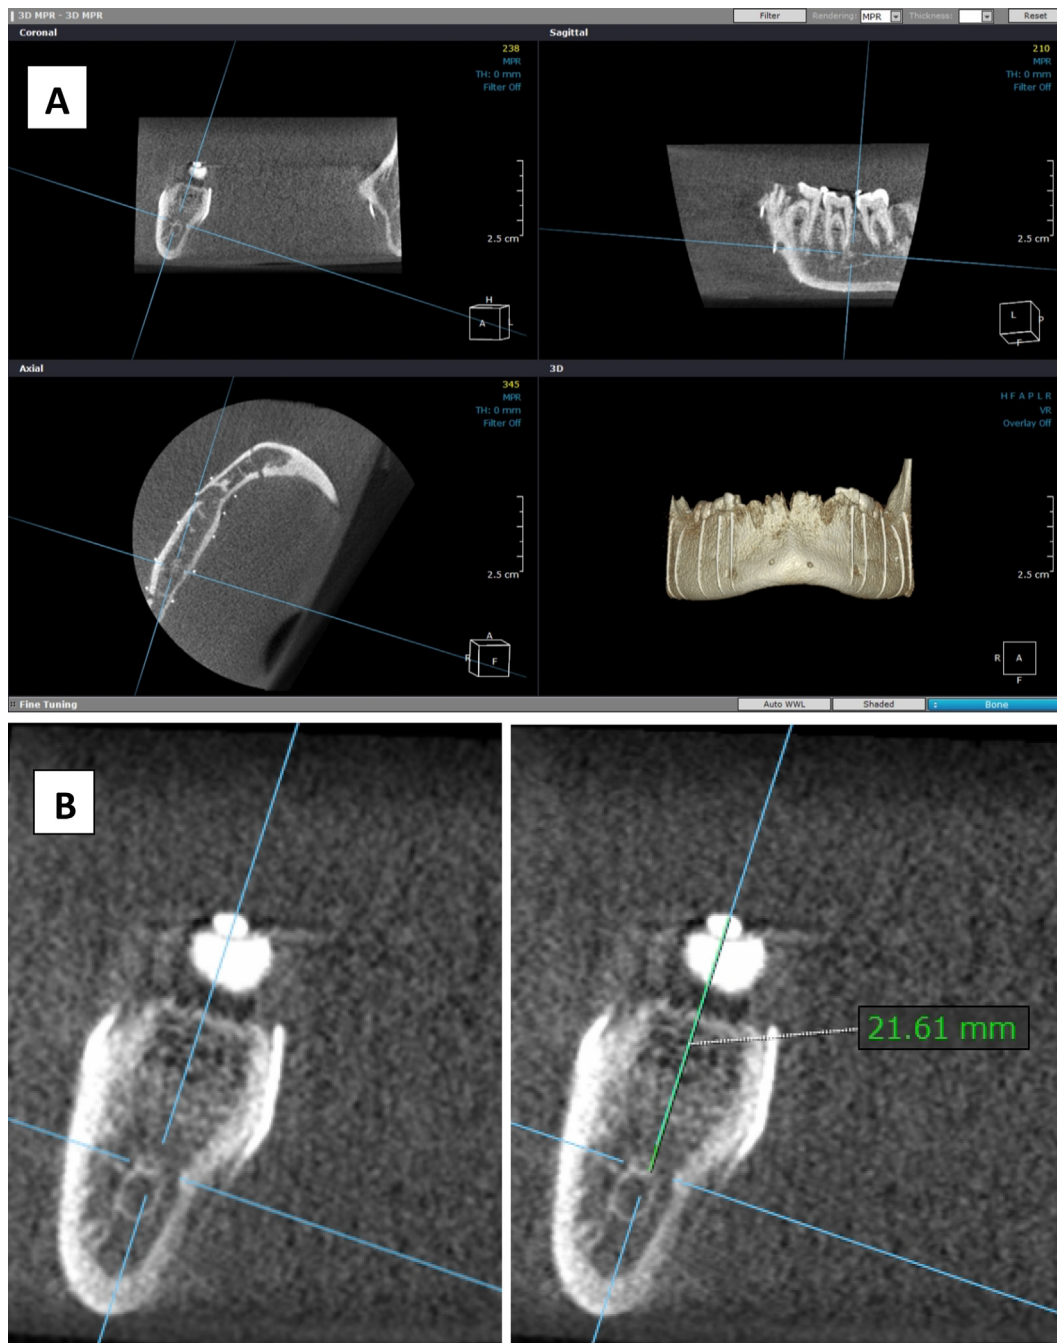 3D MPR - 3D MPR
Filter
Rendering:
MPR
Thickness:
Reset
Coronal
238
MPR
TH: 0 mm
Filter Off
A
2.5 cm
H
A
L
Sagittal
210
MPR
TH: 0 mm
Filter Off
2.5 cm
L
P
F
Axial
345
MPR
TH: 0 mm
Filter Off
2.5 cm
A
R
F
3D
H F A P L R
VR
Overlay Off
2.5 cm
R
A
F
Fine Tuning
Auto WWL
Shaded
Bone
B
21.61 mm